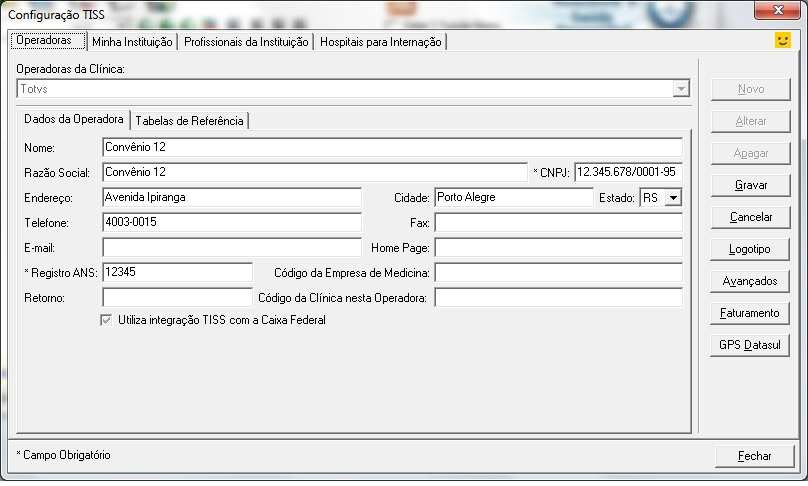 Configuração TISS
Operadoras
Minha Instituição
Profissionais da Instituição
Hospitais para Internação
Operadoras da Clínica:
Totvs
Dados da Operadora
Tabelas de Referência
Nome: Convênio 12
Razão Social: Convênio 12 * CNPJ: 12.345.678/0001-95
Endereço: Avenida Ipiranga Cidade: Porto Alegre Estado: RS
Telefone: 4003-0015 Fax:
E-mail: Home Page:
* Registro ANS: 12345 Código da Empresa de Medicina:
Retorno: Código da Clínica nesta Operadora:
Utiliza integração TISS com a Caixa Federal
Novo
Alterar
Apagar
Gravar
Cancelar
Logotipo
Avançados
Faturamento
GPS Datasul
* Campo Obrigatório
Fechar